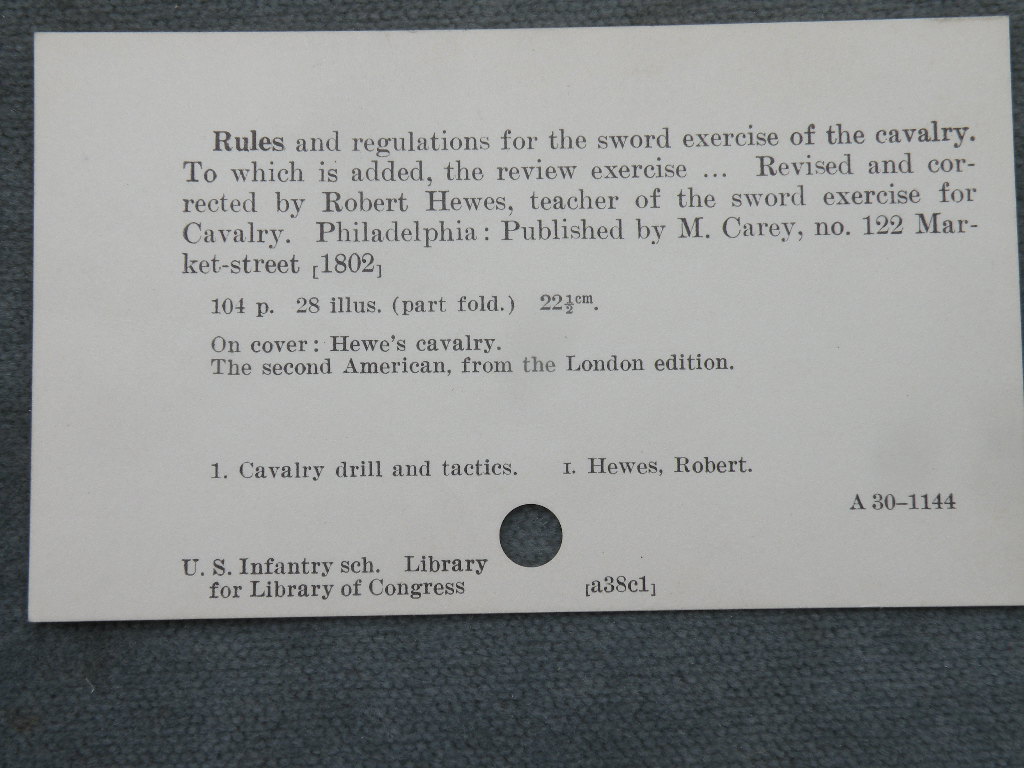 Rules and regulations for the sword exercise of the cavalry.
To which is added, the review exercise ... Revised and cor-
rected by Robert Hewes, teacher of the sword exercise for
Cavalry. Philadelphia : Published by M. Carey, no. 122 Mar-
ket-street [1802]
104 p. 28 illus. (part fold.) 22½cm.
On cover : Hewe's cavalry.
The second American, from the London edition.
1. Cavalry drill and tactics. I. Hewes, Robert.
A 30–1144
U. S. Infantry sch. Library
for Library of Congress [a38c1]